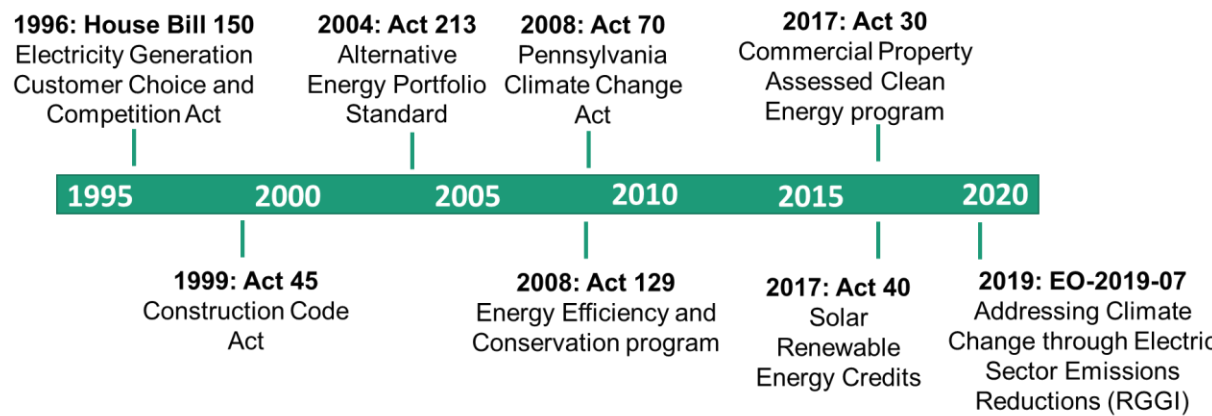 1996: House Bill 150
Electricity Generation
Customer Choice and
Competition Act
2004: Act 213
Alternative
Energy Portfolio
Standard
2008: Act 70
Pennsylvania
Climate Change
Act
2017: Act 30
Commercial Property
Assessed Clean
Energy program
1995 2000 2005 2010 2015 2020
1999: Act 45
Construction Code
Act
2008: Act 129
Energy Efficiency and
Conservation program
2017: Act 40
Solar
Renewable
Energy Credits
2019: EO-2019-07
Addressing Climate
Change through Electric
Sector Emissions
Reductions (RGGI)